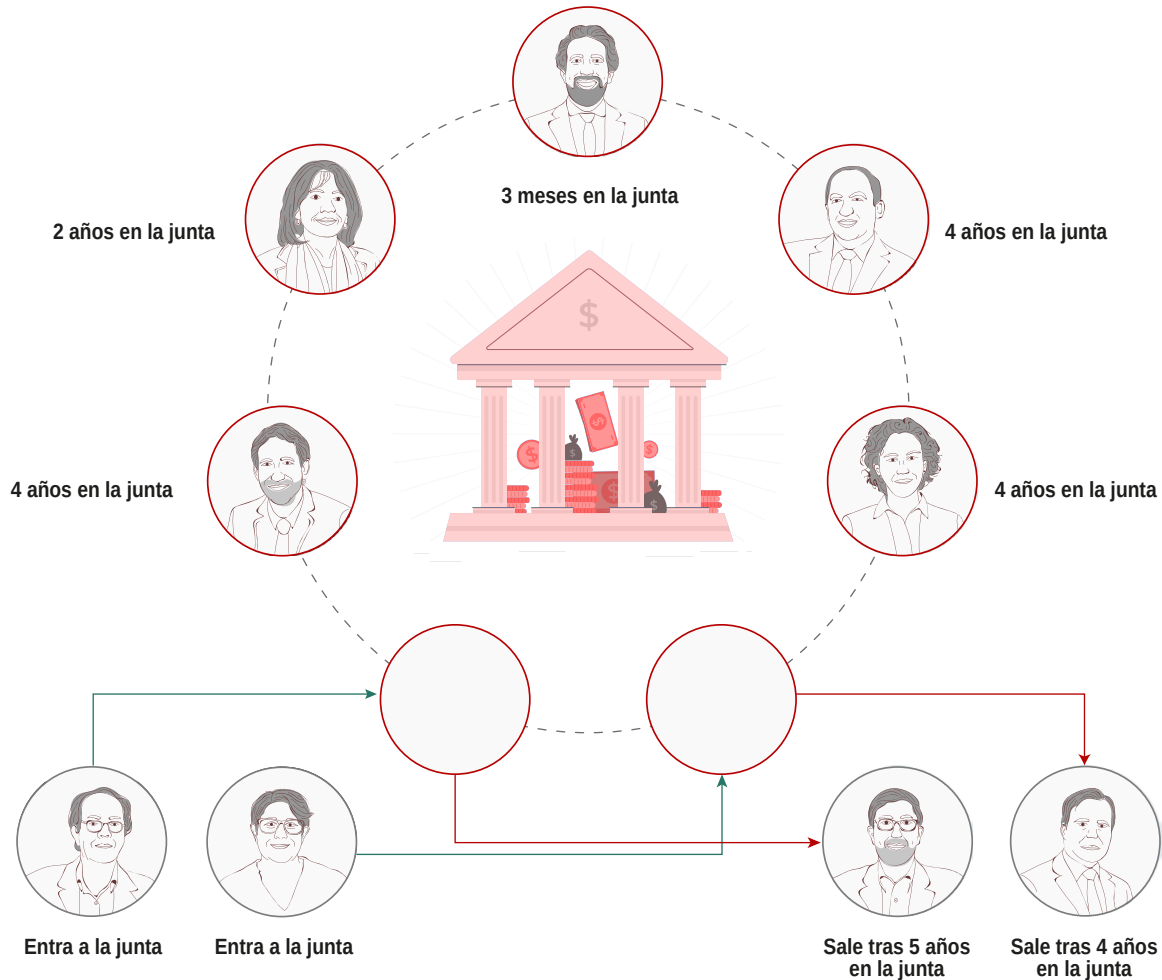 3 meses en la junta
2 años en la junta
4 años en la junta
$
$
$
$
$
$
$
4 años en la junta
4 años en la junta
Entra a la junta
Entra a la junta
Sale tras 5 años
en la junta
Sale tras 4 años
en la junta